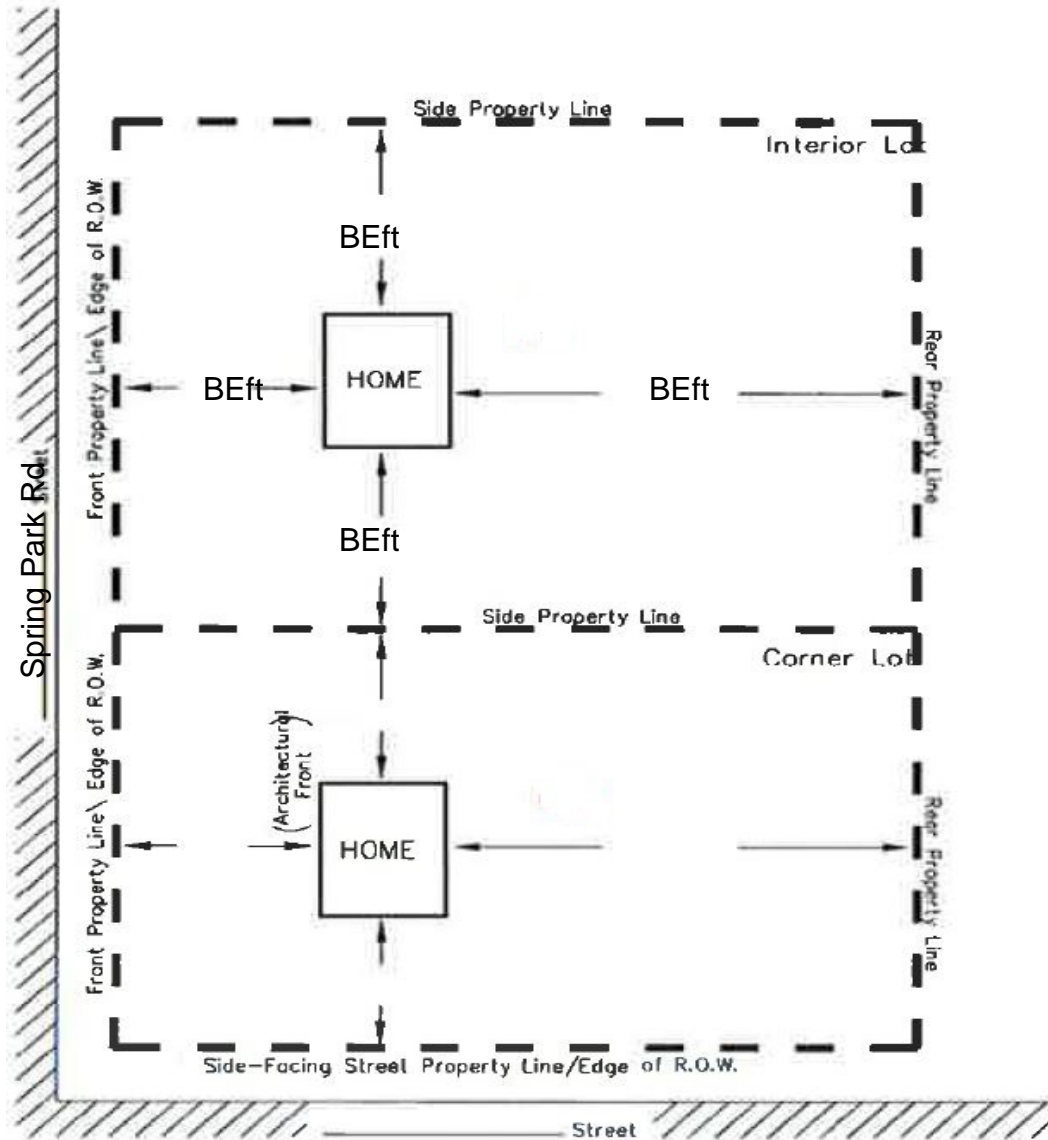 Side Property Line
Interior Lot
Front Property Line\ Edge of R.O.W.
BEft
HOME
BEft
BEft
Rear Property Line
BEft
Spring Park Rd
Street
Side Property Line
Corner Lot
Front Property Line\ Edge of R.O.W.
(Architectural
Front)
HOME
Rear Property Line
Side-Facing Street Property Line/Edge of R.O.W.
Street